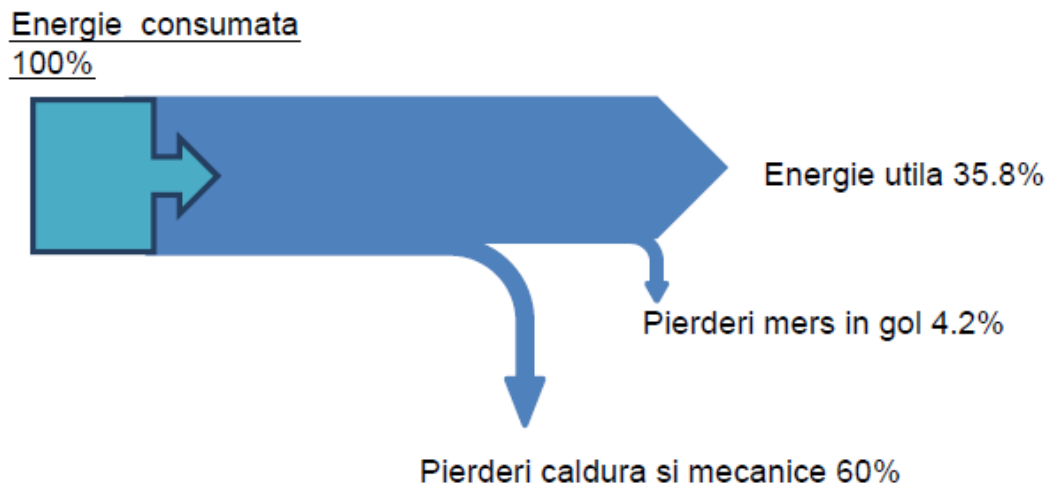 Energie consumata
100%
Energie utila 35.8%
Pierderi mers in gol 4.2%
Pierderi caldura si mecanice 60%